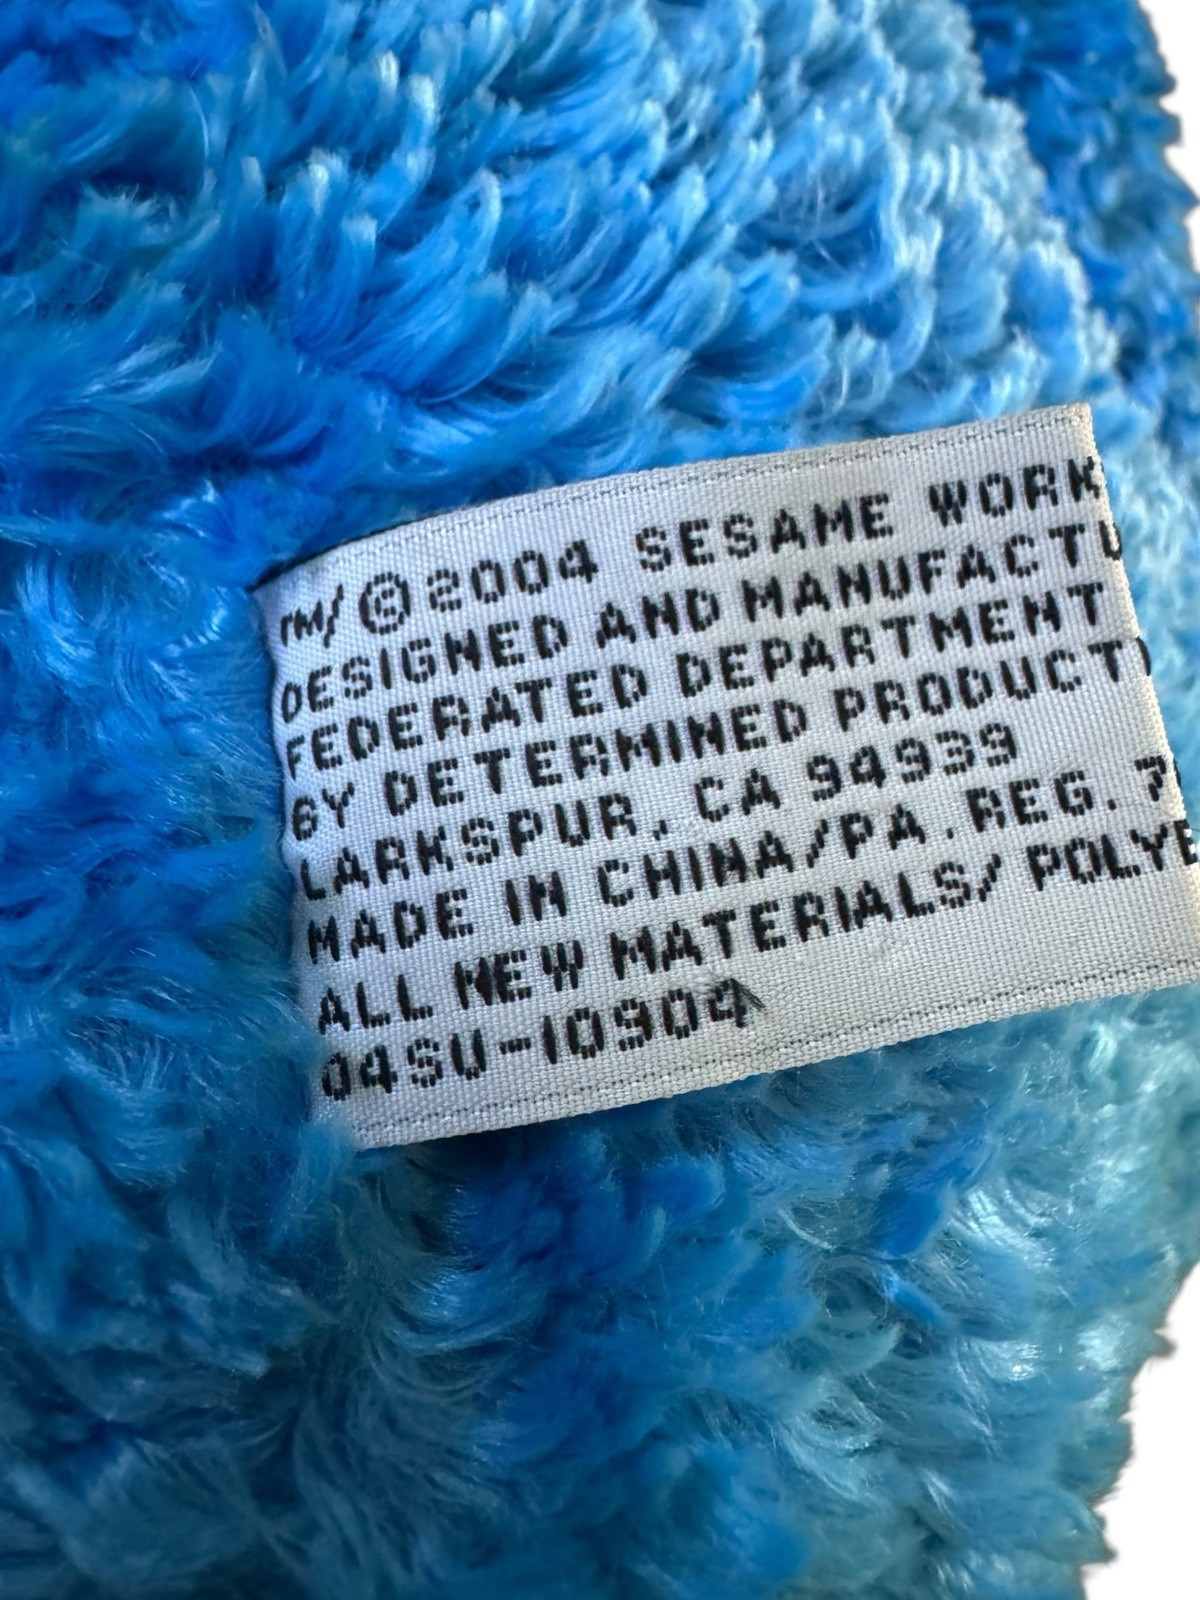 TM/ ©2004 SESAME WORK
DESIGNED AND MANUFACTU
FEDERATED DEPARTMENT
BY DETERMINED PRODUCT
LARKSPUR, CA 94939
MADE IN CHINA/PA. REG. 7
ALL NEW MATERIALS/ POLYE
04SU-10904